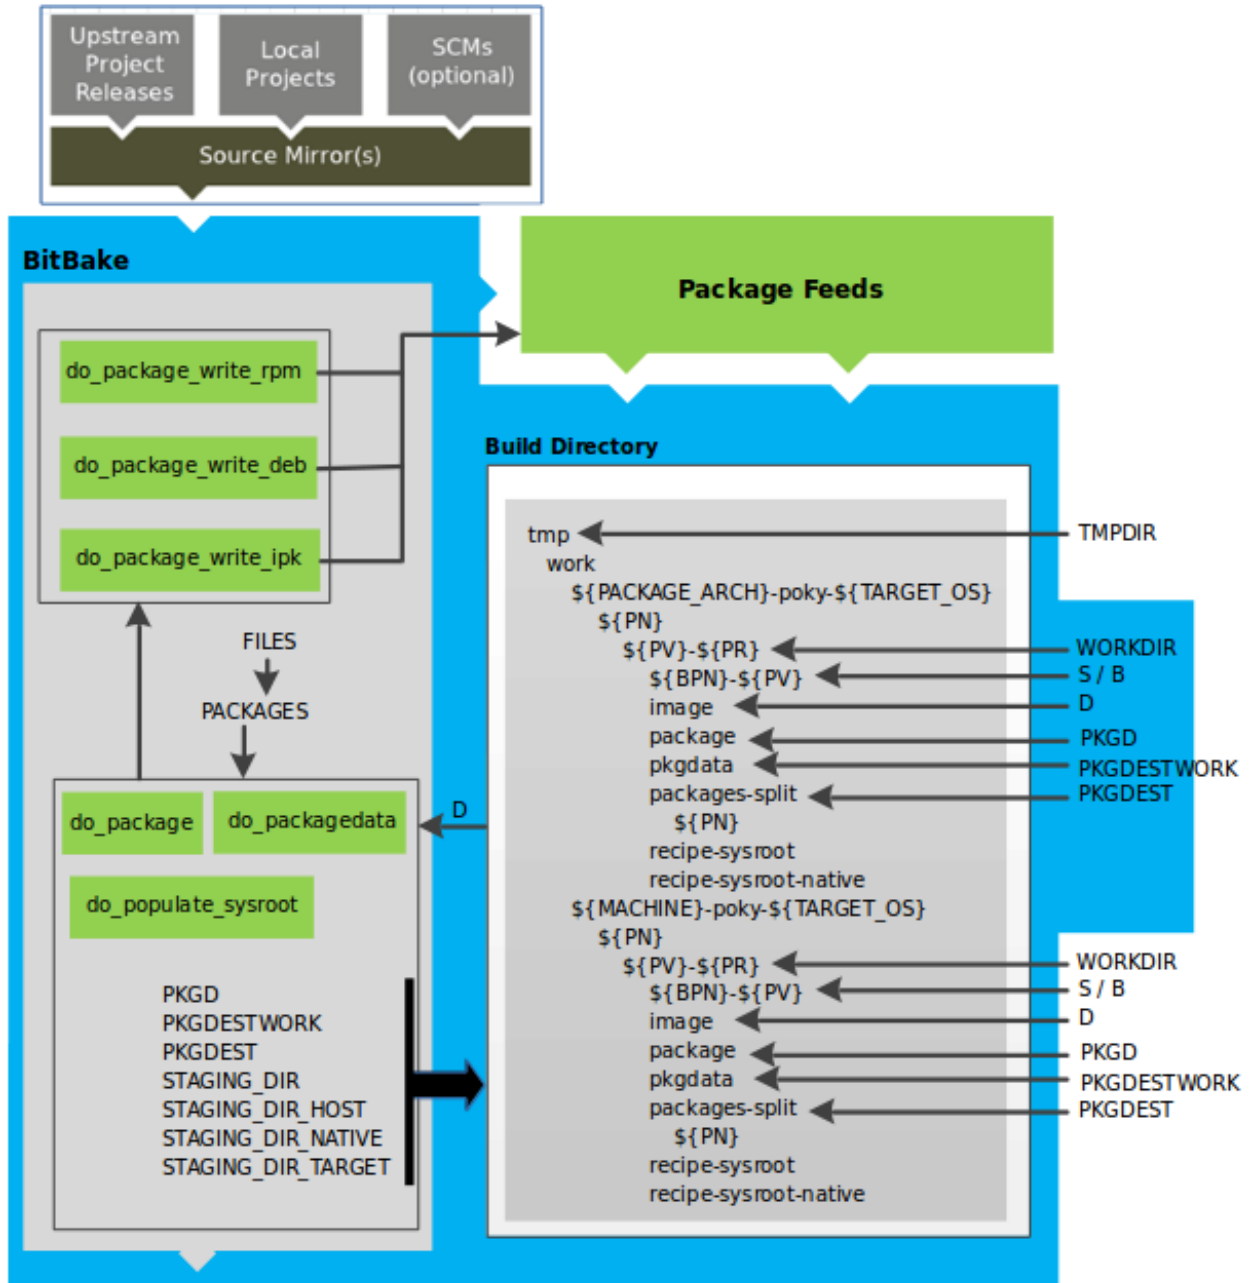 Upstream
Project
Releases
Local
Projects
SCMs
(optional)
Source Mirror(s)
BitBake
Package Feeds
do_package_write_rpm
do_package_write_deb
do_package_write_ipk
FILES
PACKAGES
do_package
do_packagedata
do_populate_sysroot
D
PKGD
PKGDESTWORK
PKGDEST
STAGING_DIR
STAGING_DIR_HOST
STAGING_DIR_NATIVE
STAGING_DIR_TARGET
Build Directory
tmp
TMPDIR
work
${PACKAGE_ARCH}-poky-${TARGET_OS}
${PN}
${PV}-${PR}
WORKDIR
${BPN}-${PV}
S / B
image
D
package
PKGD
pkgdata
PKGDESTWORK
packages-split
PKGDEST
${PN}
recipe-sysroot
recipe-sysroot-native
${MACHINE}-poky-${TARGET_OS}
${PN}
${PV}-${PR}
WORKDIR
${BPN}-${PV}
S / B
image
D
package
PKGD
pkgdata
PKGDESTWORK
packages-split
PKGDEST
${PN}
recipe-sysroot
recipe-sysroot-native